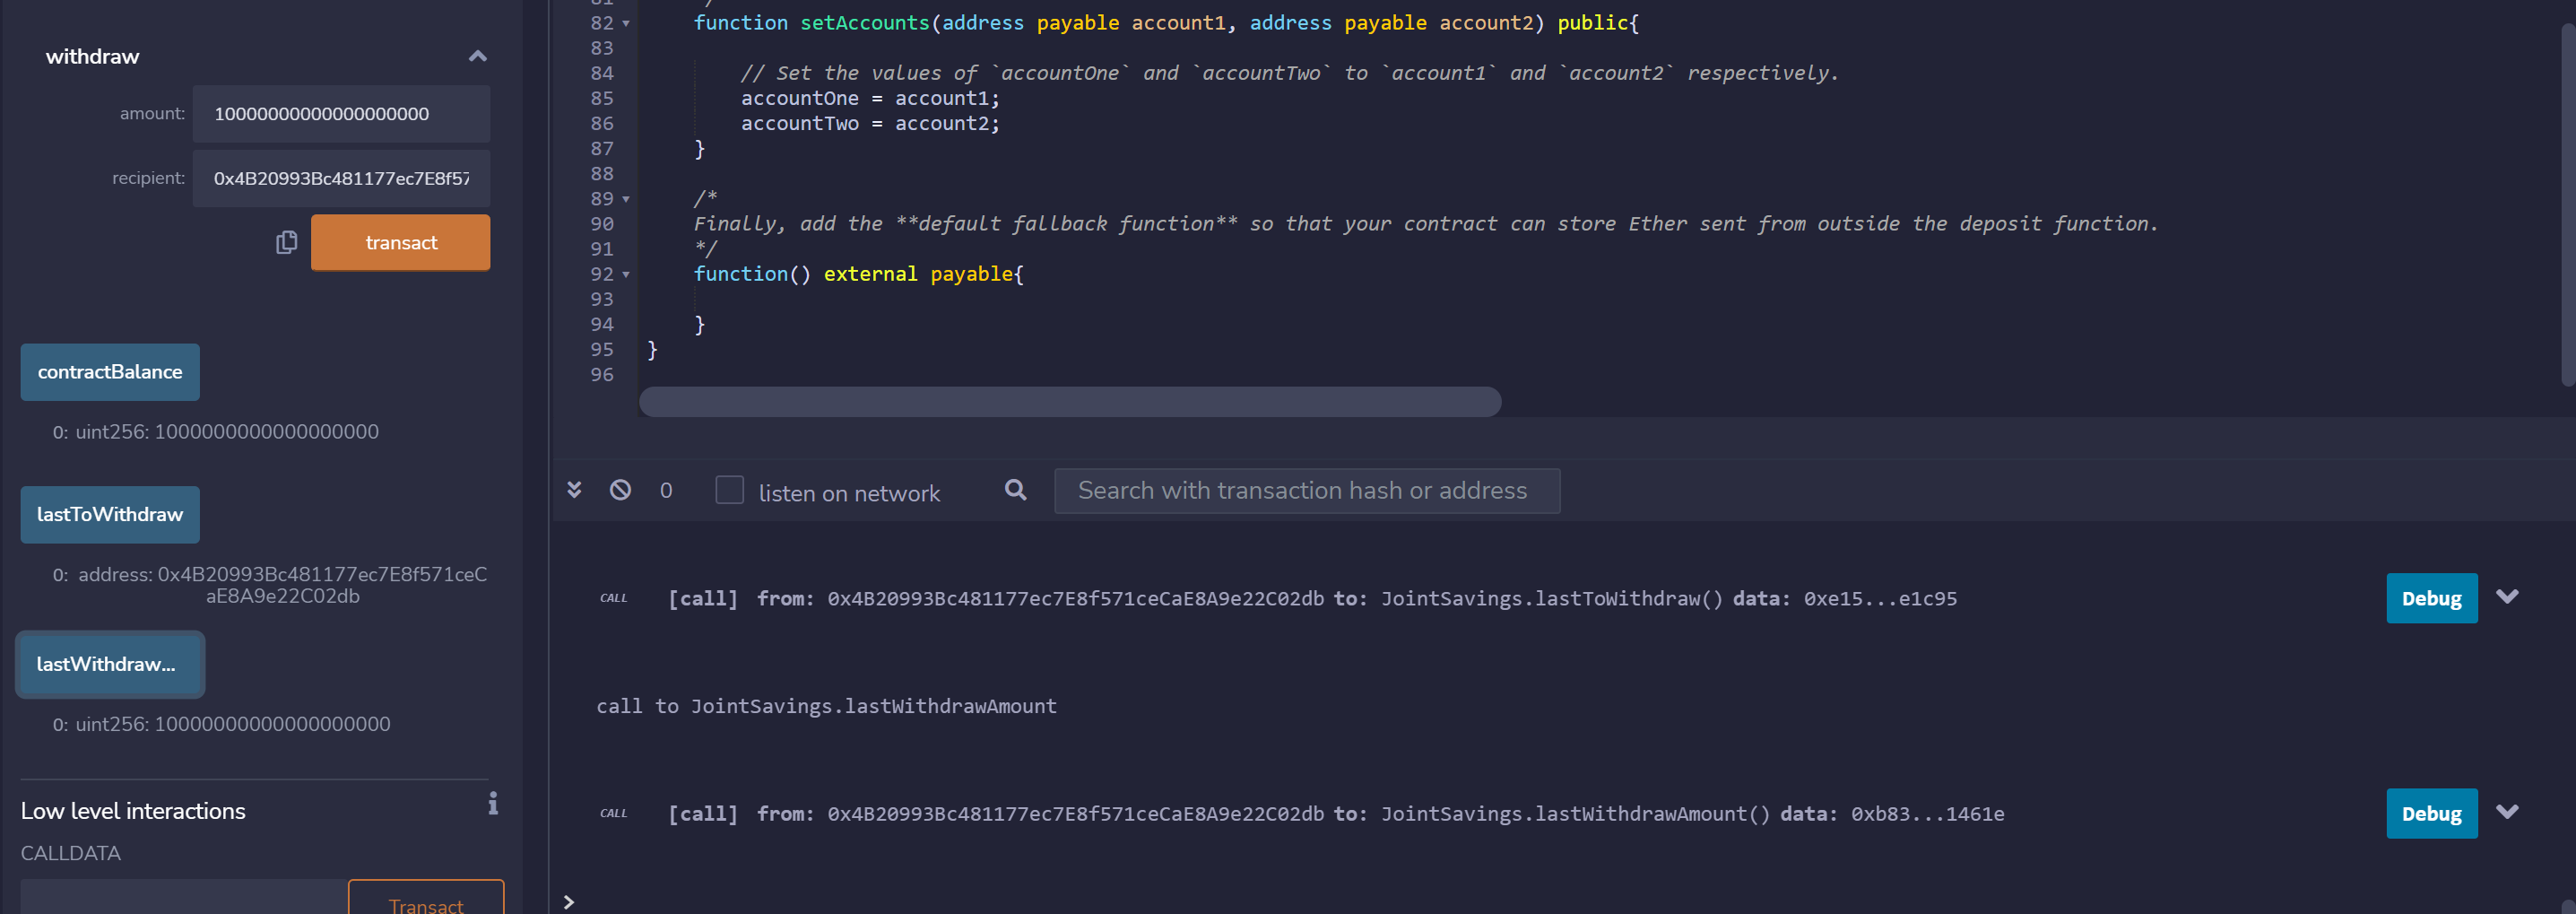 withdraw
amount: 10000000000000000000
recipient: 0x4B20993Bc481177ec7E8f57
transact
contractBalance
0: uint256: 1000000000000000000
lastToWithdraw
0: address: 0x4B20993Bc481177ec7E8f571ceC
aE8A9e22C02db
lastWithdraw...
0: uint256: 10000000000000000000
Low level interactions
CALLDATA
Transact
82 function setAccounts(address payable account1, address payable account2) public{
83
84 // Set the values of `accountOne` and `accountTwo` to `account1` and `account2` respectively.
85 accountOne = account1;
86 accountTwo = account2;
87 }
88
89 /*
90 Finally, add the **default fallback function** so that your contract can store Ether sent from outside the deposit function.
91 */
92 function() external payable{
93
94 }
95 }
96
0 listen on network Search with transaction hash or address
CALL [call] from: 0x4B20993Bc481177ec7E8f571ceCaE8A9e22C02db to: JointSavings.lastToWithdraw() data: 0xe15...e1c95 Debug
call to JointSavings.lastWithdrawAmount
CALL [call] from: 0x4B20993Bc481177ec7E8f571ceCaE8A9e22C02db to: JointSavings.lastWithdrawAmount() data: 0xb83...1461e Debug
>